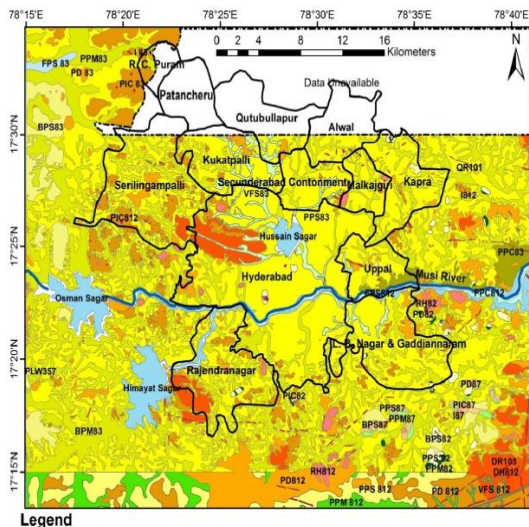 78°15'E 78°20'E 78°25'E 78°30'E 78°35'E 78°40'E
0 2 4 8 12 16
Kilometers
N
FPS 83
PPM 83
PD 83
R. C. Puram
PIC 83
Patancheru
Data Unavailable
Qutubullapur
Alwal
BPS83
17°30'N
Kukatpalli
Serilingampalli
Secunderabad Contonment
VFS83
Malkajgiri
Kapra
QR101
I812
PIC812
PPS83
17°25'N
Hussain Sagar
PPC83
Hyderabad
Uppal
Musi River
Osman Sagar
PPC812
RH82
PD82
17°20'N
L. B. Nagar & Gaddiannaram
PLW357
Rajendranagar
Himayat Sagar
PD87
PIC82
PIC87
I87
PPS87
PPM87
BPS87
BPM83
BPS82
PPS82
PPM82
DR103
DH812
17°15'N
RH812
PD812
PPS 812
PD 812
VFS 812
PPM 812
Legend